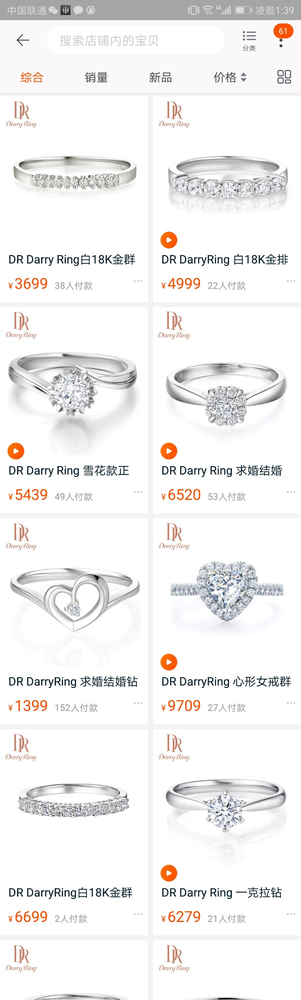 中国联通 東 4G 凌晨1:39
搜索店铺内的宝贝
分类
61
综合 销量 新品 价格
DR
Darry Ring
DR
Darry Ring
DR Darry Ring白18K金群
¥3699 38人付款
DR DarryRing 白18K金排
¥4999 22人付款
DR
Darry Ring
DR
Darry Ring
DR Darry Ring 雪花款正
¥5439 49人付款
DR Darry Ring 求婚结婚
¥6520 53人付款
DR
Darry Ring
DR
Darry Ring
DR DarryRing 求婚结婚钻
¥1399 152人付款
DR DarryRing 心形女戒群
¥9709 27人付款
DR
Darry Ring
DR
Darry Ring
DR DarryRing白18K金群
¥6699 2人付款
DR Darry Ring 一克拉钻
¥6279 21人付款
DR
Darry Ring
DR
Darry Ring